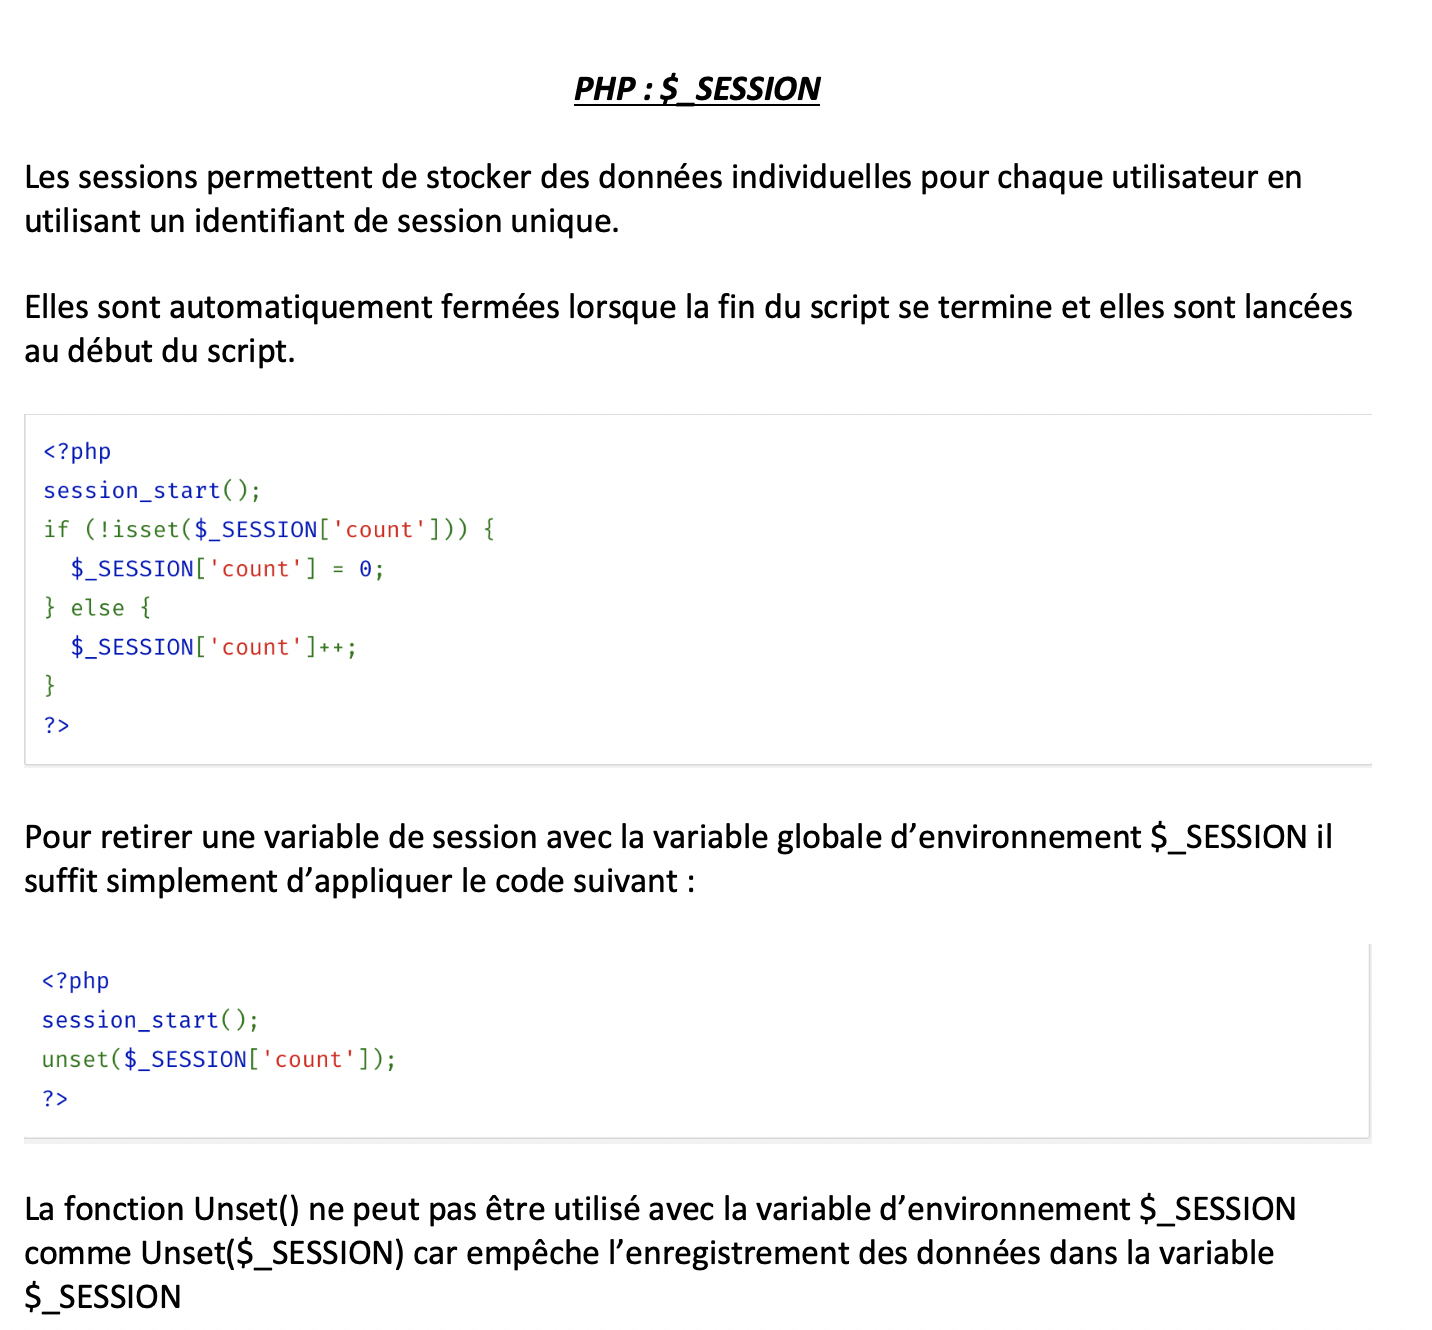 PHP : $_SESSION
Les sessions permettent de stocker des données individuelles pour chaque utilisateur en
utilisant un identifiant de session unique.
Elles sont automatiquement fermées lorsque la fin du script se termine et elles sont lancées
au début du script.
<?php
session_start();
if (!isset($_SESSION['count'])) {
  $_SESSION['count'] = 0;
} else {
  $_SESSION['count']++;
}
?>
Pour retirer une variable de session avec la variable globale d’environnement $_SESSION il
suffit simplement d’appliquer le code suivant :
<?php
session_start();
unset($_SESSION['count']);
?>
La fonction Unset() ne peut pas être utilisé avec la variable d’environnement $_SESSION
comme Unset($_SESSION) car empêche l’enregistrement des données dans la variable
$_SESSION